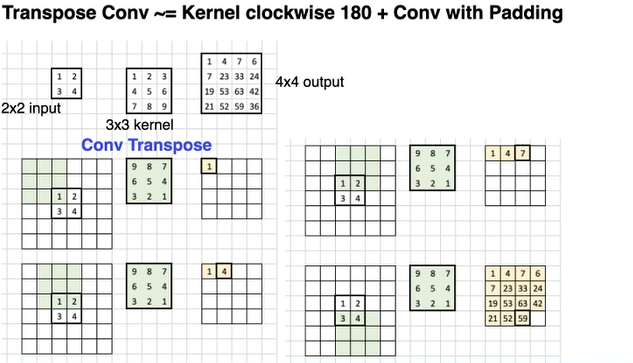 Transpose Conv ~= Kernel clockwise 180 + Conv with Padding
1 2
3 4
2x2 input
1 2 3
4 5 6
7 8 9
3x3 kernel
1 4 7 6
7 23 33 24
19 53 63 42
21 52 59 36
4x4 output
Conv Transpose
1 2
3 4
9 8 7
6 5 4
3 2 1
1
1 2
3 4
9 8 7
6 5 4
3 2 1
1 4 7
1 2
3 4
9 8 7
6 5 4
3 2 1
1 4
1 2
3 4
9 8 7
6 5 4
3 2 1
1 4 7 6
7 23 33 24
19 53 63 42
21 52 59